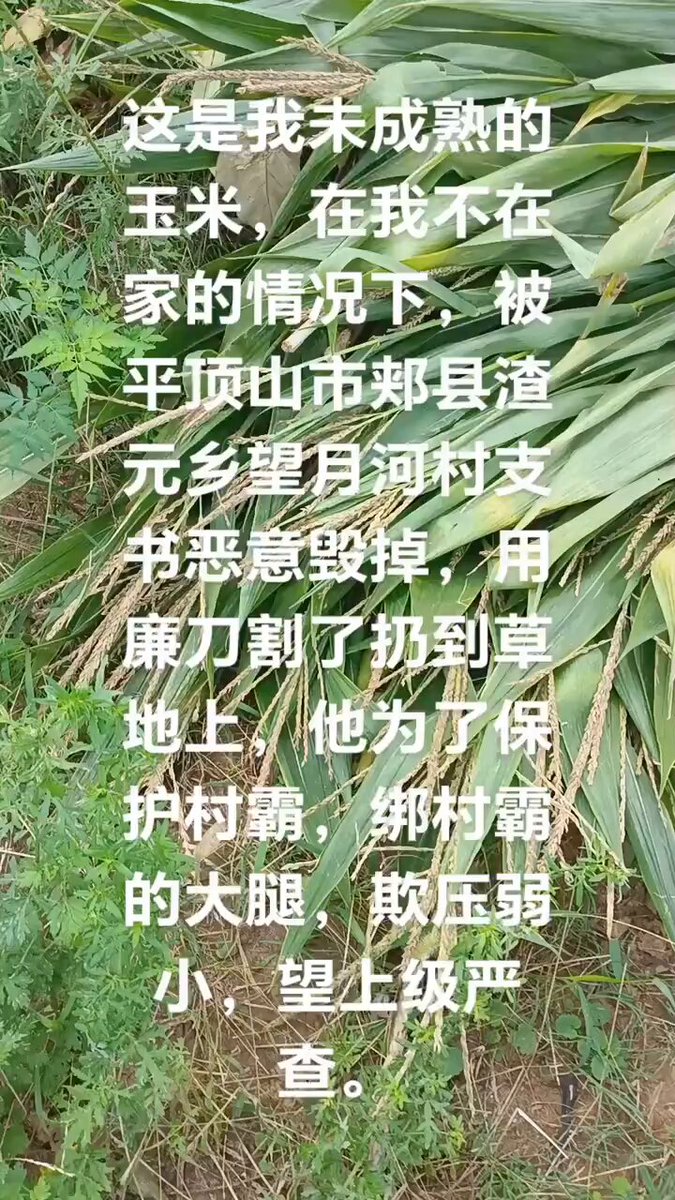 这是我未成熟的
玉米，在我不在
家的情况下，被
平顶山市郏县渣
元乡望月河村支
书恶意毁掉，用
廉刀割了扔到草
地上，他为了保
护村霸，绑村霸
的大腿，欺压弱
小，望上级严
查。